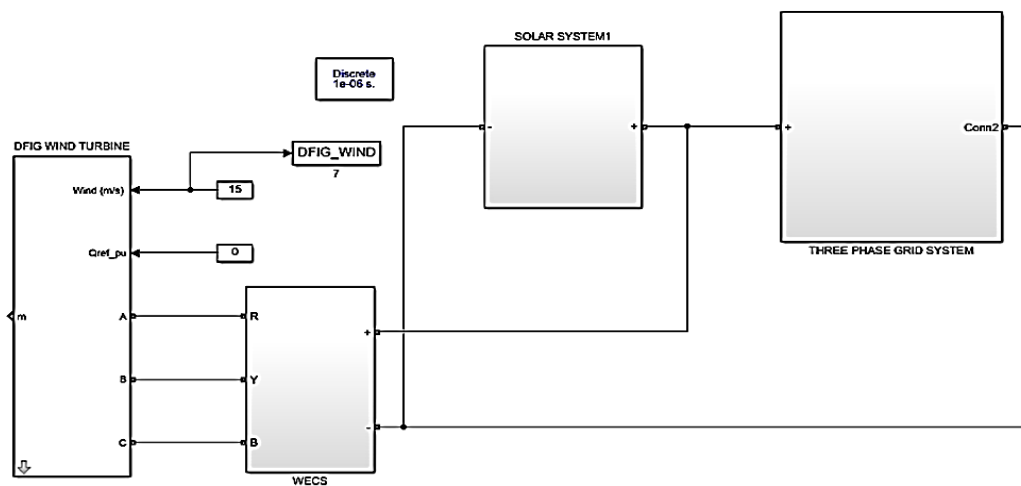 SOLAR SYSTEM1
Discrete
1e-06 s.
-
+
+
Conn2
THREE PHASE GRID SYSTEM
DFIG WIND TURBINE
DFIG_WIND
7
Wind (m/s)
15
Qref_pu
0
m
A
B
C
R
Y
B
+
-
WECS